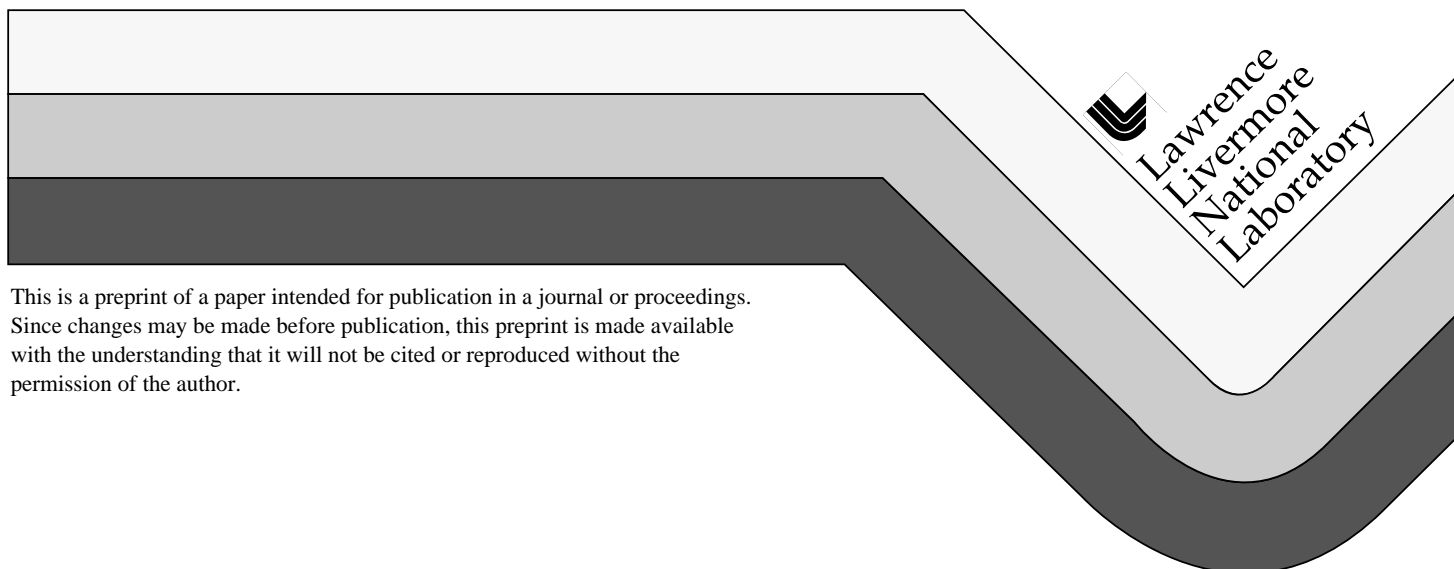 Lawrence
Livermore
National
Laboratory
This is a preprint of a paper intended for publication in a journal or proceedings.
Since changes may be made before publication, this preprint is made available
with the understanding that it will not be cited or reproduced without the
permission of the author.